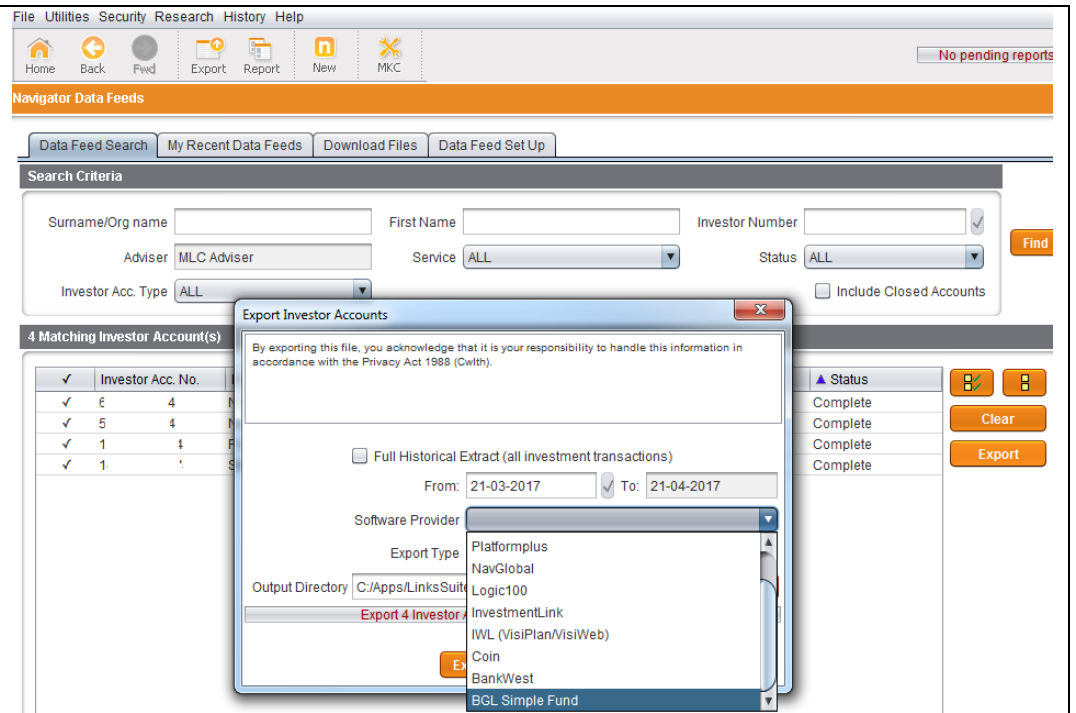 File Utilities Security Research History Help
Home Back Fwd Export Report New MKC
No pending reports
Navigator Data Feeds
Data Feed Search My Recent Data Feeds Download Files Data Feed Set Up
Search Criteria
Surname/Org name First Name Investor Number
Find
Adviser MLC Adviser Service ALL Status ALL
Investor Acc. Type ALL Include Closed Accounts
Export Investor Accounts
4 Matching Investor Account(s)
By exporting this file, you acknowledge that it is your responsibility to handle this information in
accordance with the Privacy Act 1988 (Cwlth).
✓ Investor Acc. No. Status
✓ 6 4 Complete
✓ 5 4 Complete
Clear
✓ 1 4 Complete
✓ 1 Complete
Export
Full Historical Extract (all investment transactions)
From: 21-03-2017 To: 21-04-2017
Software Provider
Export Type
Platformplus
NavGlobal
Output Directory C:/Apps/LinksSuite
Logic100
Export 4 Investor
InvestmentLink
IWL (VisiPlan/VisiWeb)
Coin
BankWest
BGL Simple Fund